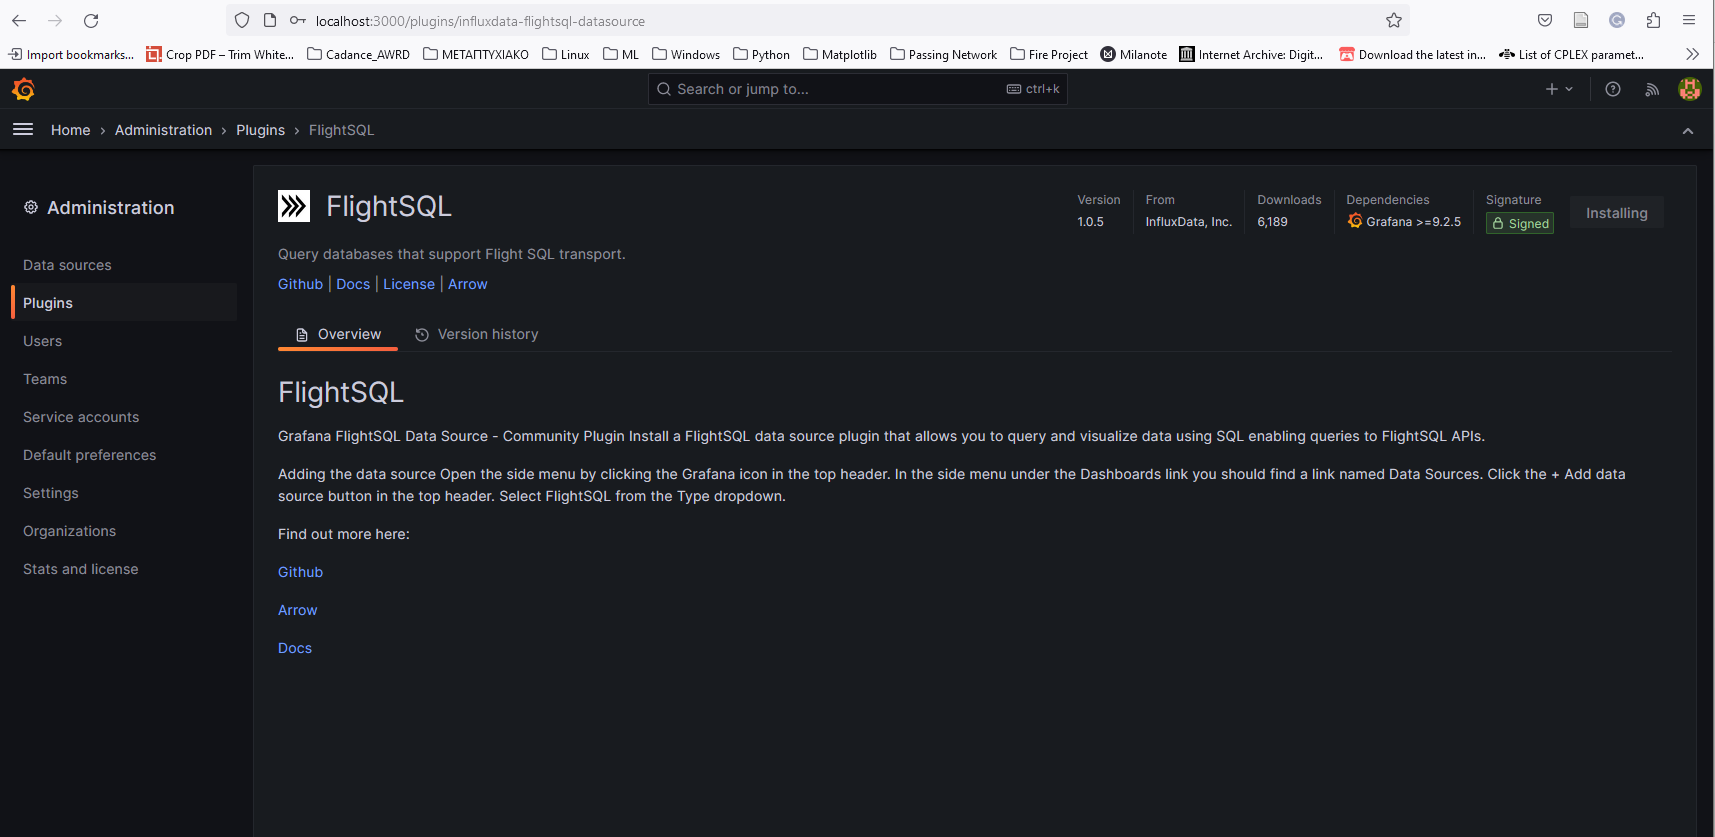 localhost:3000/plugins/influxdata-flightsql-datasource
Import bookmarks... Crop PDF – Trim White... Cadance_AWRD ΜΕΤΑΠΤΥΧΙΑΚΟ Linux ML Windows Python Matplotlib Passing Network Fire Project Milanote Internet Archive: Digit... Download the latest in... List of CPLEX paramet...
Search or jump to... ctrl+k
Home › Administration › Plugins › FlightSQL
Administration
Data sources
Plugins
Users
Teams
Service accounts
Default preferences
Settings
Organizations
Stats and license
FlightSQL
Version
1.0.5
From
InfluxData, Inc.
Downloads
6,189
Dependencies
Grafana >=9.2.5
Signature
Signed
Installing
Query databases that support Flight SQL transport.
Github | Docs | License | Arrow
Overview Version history
FlightSQL
Grafana FlightSQL Data Source - Community Plugin Install a FlightSQL data source plugin that allows you to query and visualize data using SQL enabling queries to FlightSQL APIs.
Adding the data source Open the side menu by clicking the Grafana icon in the top header. In the side menu under the Dashboards link you should find a link named Data Sources. Click the + Add data
source button in the top header. Select FlightSQL from the Type dropdown.
Find out more here:
Github
Arrow
Docs